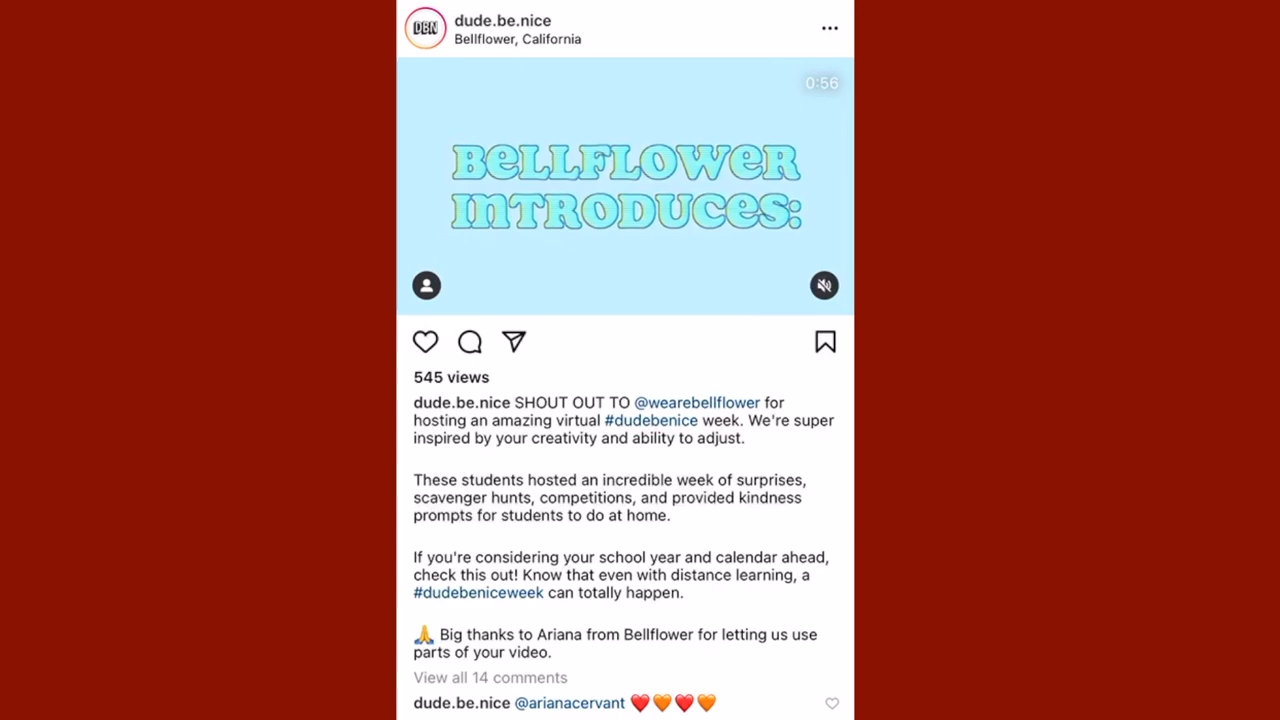 DBN
dude.be.nice
Bellflower, California
0:56
BELLFLOWER
INTRODUCES:
545 views
dude.be.nice SHOUT OUT TO @wearebellflower for
hosting an amazing virtual #dudebenice week. We're super
inspired by your creativity and ability to adjust.
These students hosted an incredible week of surprises,
scavenger hunts, competitions, and provided kindness
prompts for students to do at home.
If you're considering your school year and calendar ahead,
check this out! Know that even with distance learning, a
#dudebeniceweek can totally happen.
🙏 Big thanks to Ariana from Bellflower for letting us use
parts of your video.
View all 14 comments
dude.be.nice @arianacervant ❤️🧡❤️🧡